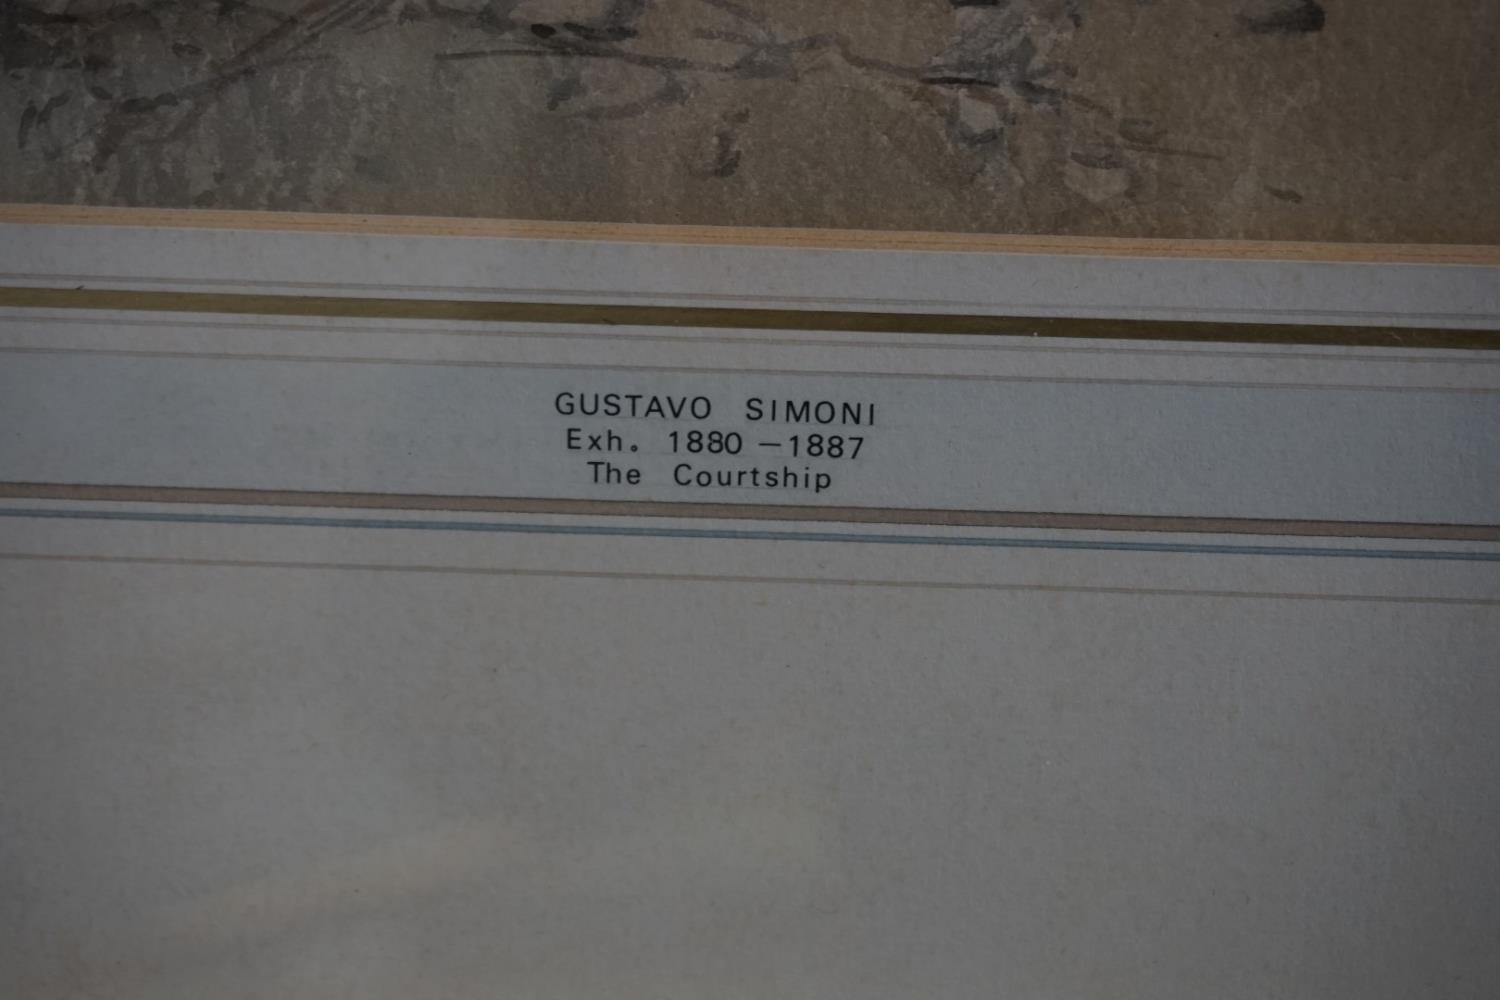 GUSTAVO SIMONI
Exh. 1880 — 1887
The Courtship